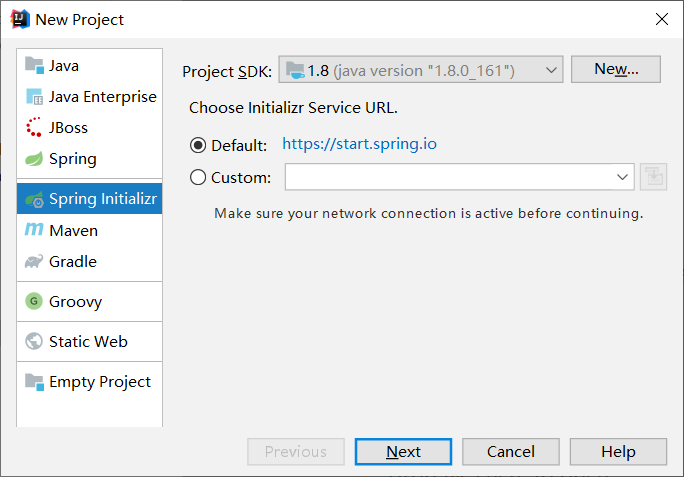 New Project
Java
Java Enterprise
JBoss
Spring
Spring Initializr
Maven
Gradle
G Groovy
Static Web
Empty Project
Project SDK: 1.8 (java version "1.8.0_161") New...
Choose Initializr Service URL.
Default: https://start.spring.io
Custom:
Make sure your network connection is active before continuing.
Previous Next Cancel Help